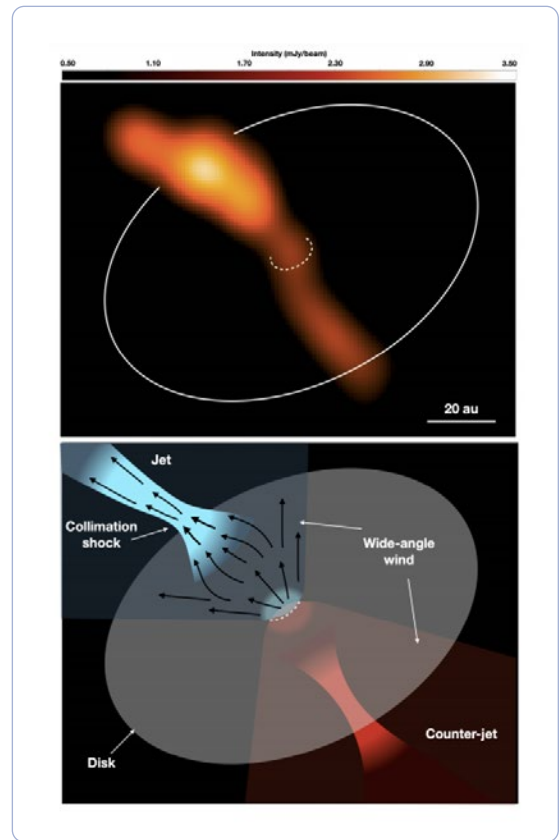 Intensity (mJy/beam)
0.50 1.10 1.70 2.30 2.90 3.50
20 au
Jet
Collimation
shock
Wide-angle
wind
Counter-jet
Disk